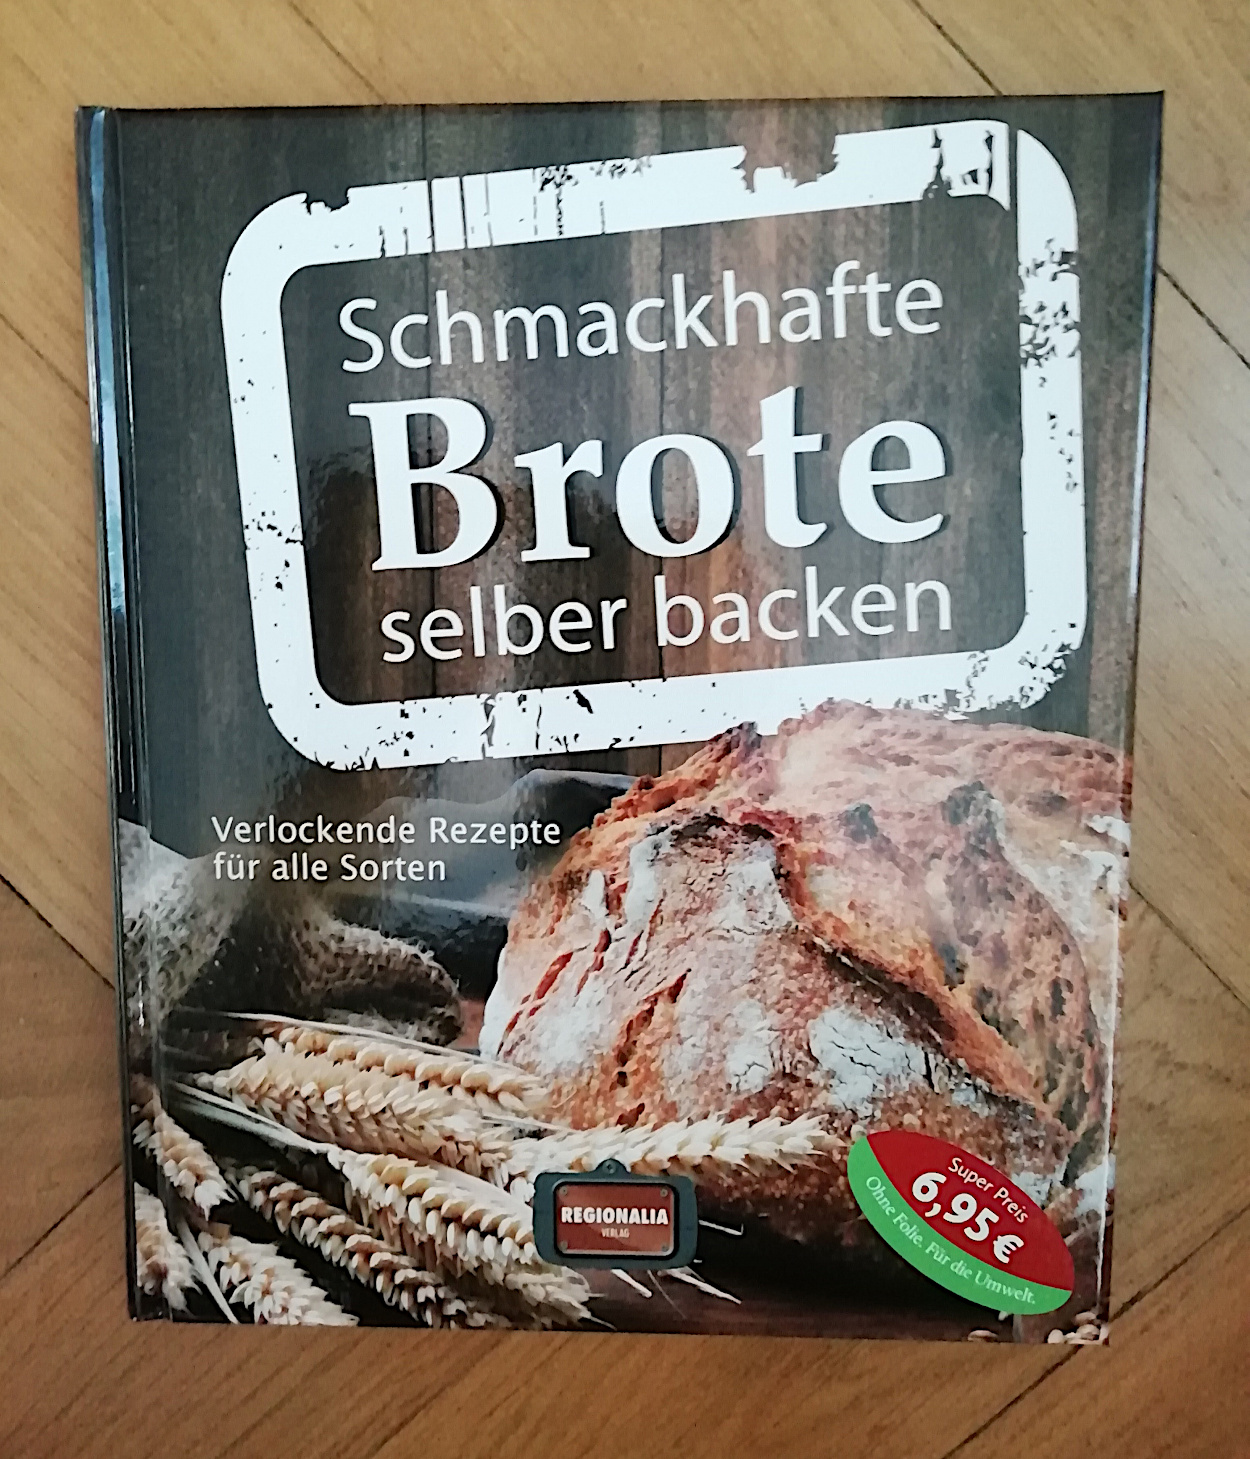 Schmackhafte
Brote
selber backen
Verlockende Rezepte
für alle Sorten
REGIONALIA
VERLAG
Super Preis
6,95 €
Ohne Folie. Für die Umwelt.